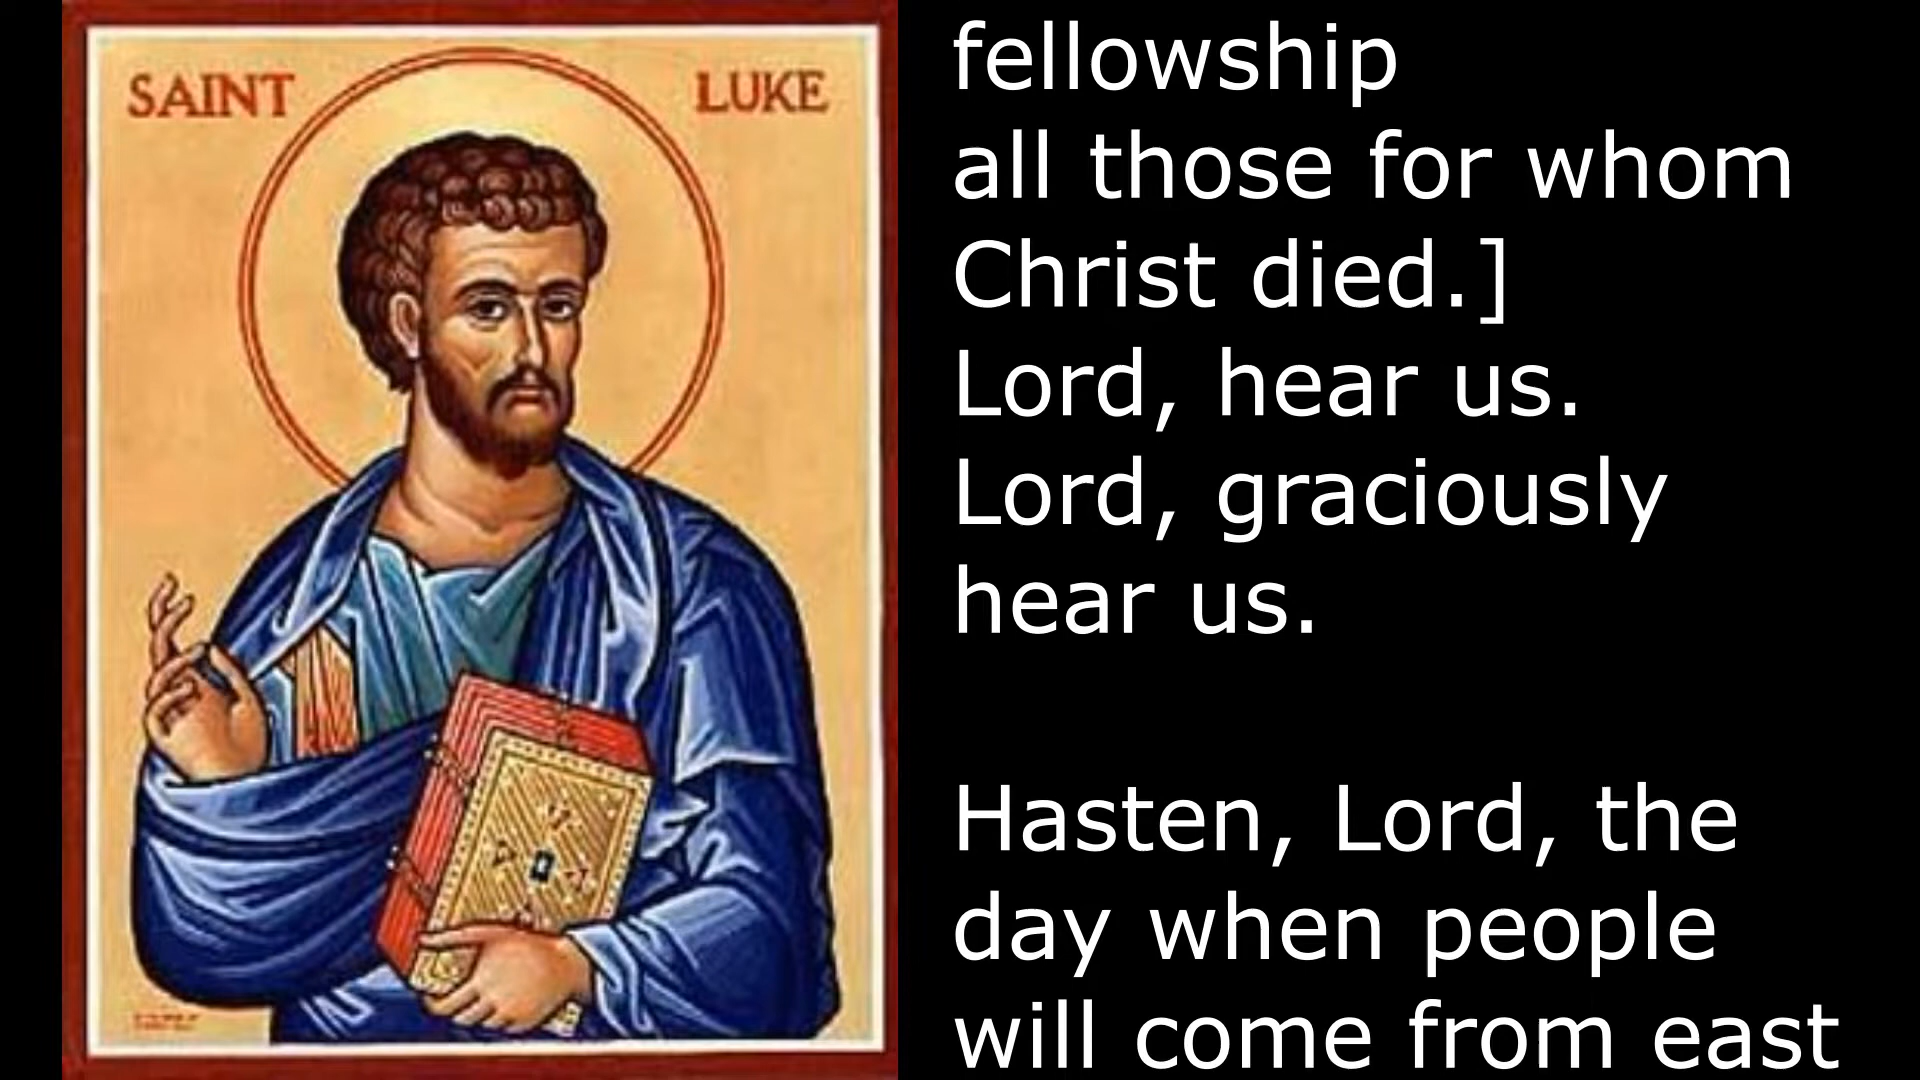 SAINT LUKE
fellowship
all those for whom
Christ died.]
Lord, hear us.
Lord, graciously
hear us.
Hasten, Lord, the
day when people
will come from east